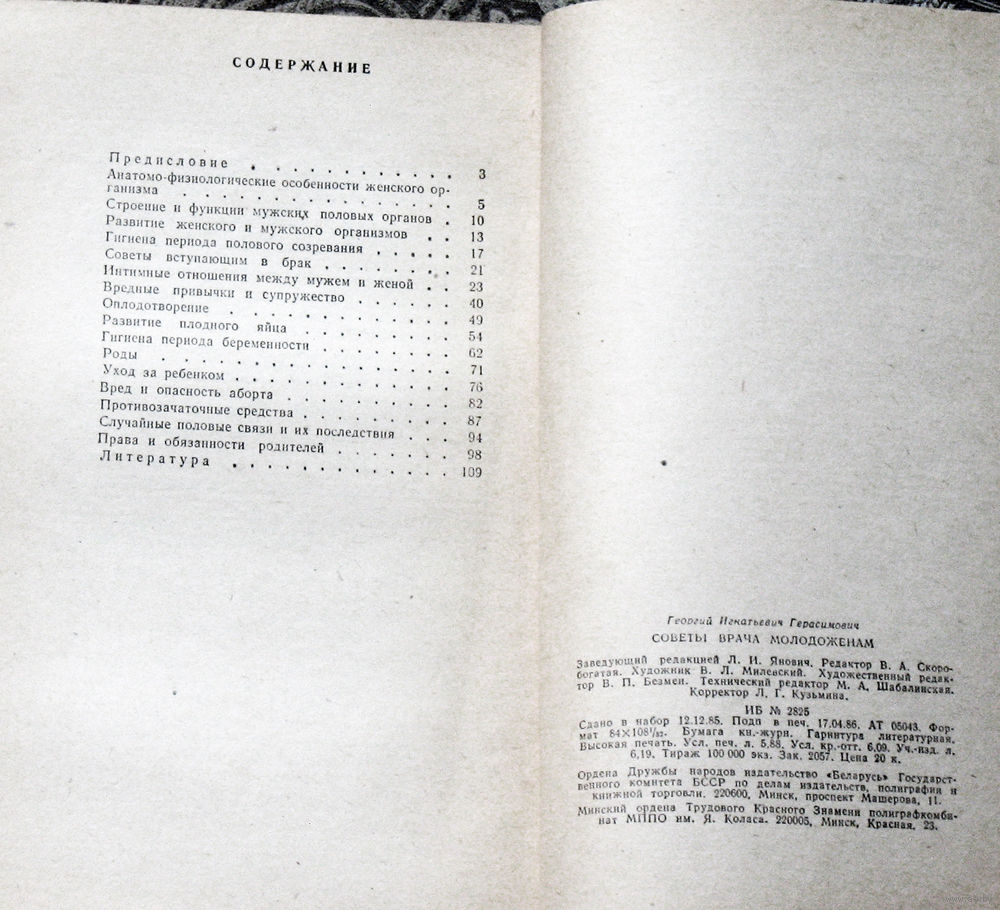 СОДЕРЖАНИЕ
Предисловие . . . . . . . . . . . . 3
Анатомо-физиологические особенности женского ор-
ганизма . . . . . . . . . . . . . . . 5
Строение и функции мужских половых органов . 10
Развитие женского и мужского организмов . . 13
Гигиена периода полового созревания . . . . . 17
Советы вступающим в брак . . . . . . . . 21
Интимные отношения между мужем и женой . . 23
Вредные привычки и супружество . . . . . . 40
Оплодотворение . . . . . . . . . . . . . 49
Развитие плодного яйца . . . . . . . . . 54
Гигиена периода беременности . . . . . . . . 62
Роды . . . . . . . . . . . . . . . . 71
Уход за ребенком . . . . . . . . . . . . 76
Вред и опасность аборта . . . . . . . . . 82
Противозачаточные средства . . . . . . . . . 87
Случайные половые связи и их последствия . . . 94
Права и обязанности родителей . . . . . . . 98
Литература . . . . . . . . . . . . . 109
Георгий Игнатьевич Герасимович
СОВЕТЫ ВРАЧА МОЛОДОЖЕНАМ
Заведующий редакцией Л. И. Янович. Редактор В. А. Скоро-
богатая. Художник В. Л. Милевский. Художественный редак-
тор В. П. Безмен. Технический редактор М. А. Шабалинская.
Корректор Л. Г. Кузьмина.
ИБ № 2825
Сдано в набор 12.12.85. Подп в печ. 17.04.86. АТ 05043. Фор-
мат 84×108¹/₃₂. Бумага кн.-журн. Гарнитура литературная.
Высокая печать. Усл. печ. л. 5,88. Усл. кр.-отт. 6,09. Уч.-изд. л.
6,19. Тираж 100 000 экз. Зак. 2057. Цена 20 к.
Ордена Дружбы народов издательство «Беларусь» Государст-
венного комитета БССР по делам издательств, полиграфии и
книжной торговли. 220600, Минск, проспект Машерова, 11.
Минский ордена Трудового Красного Знамени полиграфкомби-
нат МППО им. Я. Коласа. 220005, Минск, Красная, 23.